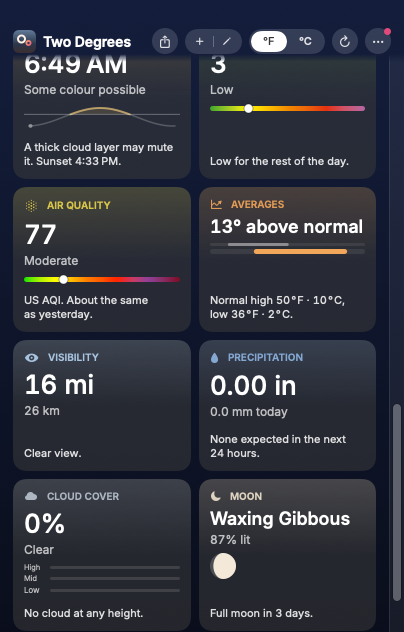 Two Degrees
°F
°C
6:49 AM
Some colour possible
A thick cloud layer may mute
it. Sunset 4:33 PM.
3
Low
Low for the rest of the day.
AIR QUALITY
77
Moderate
US AQI. About the same
as yesterday.
AVERAGES
13° above normal
Normal high 50°F · 10°C,
low 36°F · 2°C.
VISIBILITY
16 mi
26 km
Clear view.
PRECIPITATION
0.00 in
0.0 mm today
None expected in the next
24 hours.
CLOUD COVER
0%
Clear
High
Mid
Low
No cloud at any height.
MOON
Waxing Gibbous
87% lit
Full moon in 3 days.